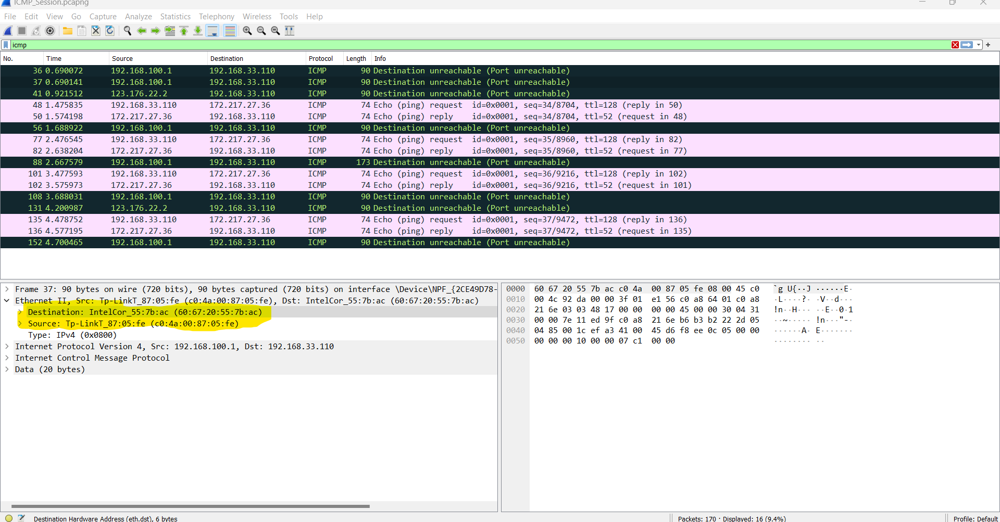 ICMP_Session.pcapng
File Edit View Go Capture Analyze Statistics Telephony Wireless Tools Help
icmp
No. Time Source Destination Protocol Length Info
36 0.690072 192.168.100.1 192.168.33.110 ICMP 90 Destination unreachable (Port unreachable)
37 0.690141 192.168.100.1 192.168.33.110 ICMP 90 Destination unreachable (Port unreachable)
41 0.921512 123.176.22.2 192.168.33.110 ICMP 90 Destination unreachable (Port unreachable)
48 1.475835 192.168.33.110 172.217.27.36 ICMP 74 Echo (ping) request id=0x0001, seq=34/8704, ttl=128 (reply in 50)
50 1.574198 172.217.27.36 192.168.33.110 ICMP 74 Echo (ping) reply id=0x0001, seq=34/8704, ttl=52 (request in 48)
56 1.688922 192.168.100.1 192.168.33.110 ICMP 90 Destination unreachable (Port unreachable)
77 2.476545 192.168.33.110 172.217.27.36 ICMP 74 Echo (ping) request id=0x0001, seq=35/8960, ttl=128 (reply in 82)
82 2.638204 172.217.27.36 192.168.33.110 ICMP 74 Echo (ping) reply id=0x0001, seq=35/8960, ttl=52 (request in 77)
88 2.667579 192.168.100.1 192.168.33.110 ICMP 173 Destination unreachable (Port unreachable)
101 3.477593 192.168.33.110 172.217.27.36 ICMP 74 Echo (ping) request id=0x0001, seq=36/9216, ttl=128 (reply in 102)
102 3.575973 172.217.27.36 192.168.33.110 ICMP 74 Echo (ping) reply id=0x0001, seq=36/9216, ttl=52 (request in 101)
108 3.688031 192.168.100.1 192.168.33.110 ICMP 90 Destination unreachable (Port unreachable)
131 4.200987 123.176.22.2 192.168.33.110 ICMP 90 Destination unreachable (Port unreachable)
135 4.478752 192.168.33.110 172.217.27.36 ICMP 74 Echo (ping) request id=0x0001, seq=37/9472, ttl=128 (reply in 136)
136 4.577195 172.217.27.36 192.168.33.110 ICMP 74 Echo (ping) reply id=0x0001, seq=37/9472, ttl=52 (request in 135)
152 4.700465 192.168.100.1 192.168.33.110 ICMP 90 Destination unreachable (Port unreachable)
Frame 37: 90 bytes on wire (720 bits), 90 bytes captured (720 bits) on interface \Device\NPF_{2CE49D78-
Ethernet II, Src: Tp-LinkT_87:05:fe (c0:4a:00:87:05:fe), Dst: IntelCor_55:7b:ac (60:67:20:55:7b:ac)
Destination: IntelCor_55:7b:ac (60:67:20:55:7b:ac)
Source: Tp-LinkT_87:05:fe (c0:4a:00:87:05:fe)
Type: IPv4 (0x0800)
Internet Protocol Version 4, Src: 192.168.100.1, Dst: 192.168.33.110
Internet Control Message Protocol
Data (20 bytes)
0000 60 67 20 55 7b ac c0 4a 00 87 05 fe 08 00 45 c0 `g U{··J ······E·
0010 00 4c 92 da 00 00 3f 01 e1 56 c0 a8 64 01 c0 a8 ·L····?· ·V··d···
0020 21 6e 03 03 48 17 00 00 00 00 45 00 00 30 04 31 !n··H··· ··E··0·1
0030 00 00 7e 11 ed 9f c0 a8 21 6e b6 b3 b2 22 2d 05 ··~····· !n···"-·
0040 04 85 00 1c ef a3 41 00 45 d6 f8 ee 0c 05 00 00 ······A· E·······
0050 00 00 00 10 00 00 07 c1 00 00 ········ ··
Destination Hardware Address (eth.dst), 6 bytes
Packets: 170 · Displayed: 16 (9.4%)
Profile: Default